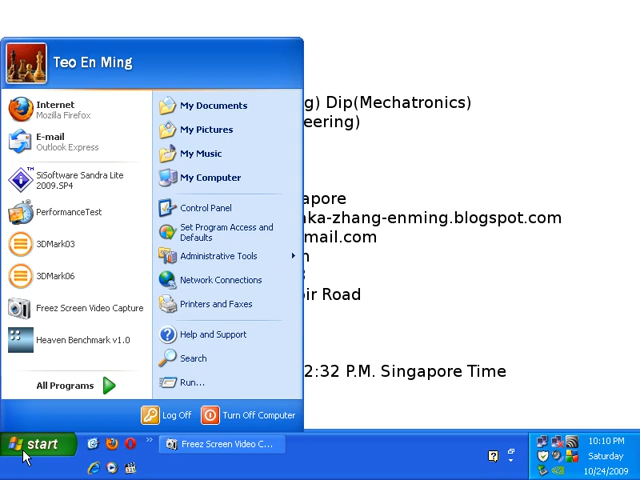 Teo En Ming
Internet
Mozilla Firefox
E-mail
Outlook Express
SiSoftware Sandra Lite
2009.SP4
PerformanceTest
3DMark03
3DMark06
Freez Screen Video Capture
Heaven Benchmark v1.0
All Programs
My Documents
My Pictures
My Music
My Computer
Control Panel
Set Program Access and
Defaults
Administrative Tools
Network Connections
Printers and Faxes
Help and Support
Search
Run...
Log Off
Turn Off Computer
g) Dip(Mechatronics)
eering)
apore
ka-zhang-enming.blogspot.com
mail.com
ir Road
2:32 P.M. Singapore Time
start
Freez Screen Video C...
10:10 PM
Saturday
10/24/2009